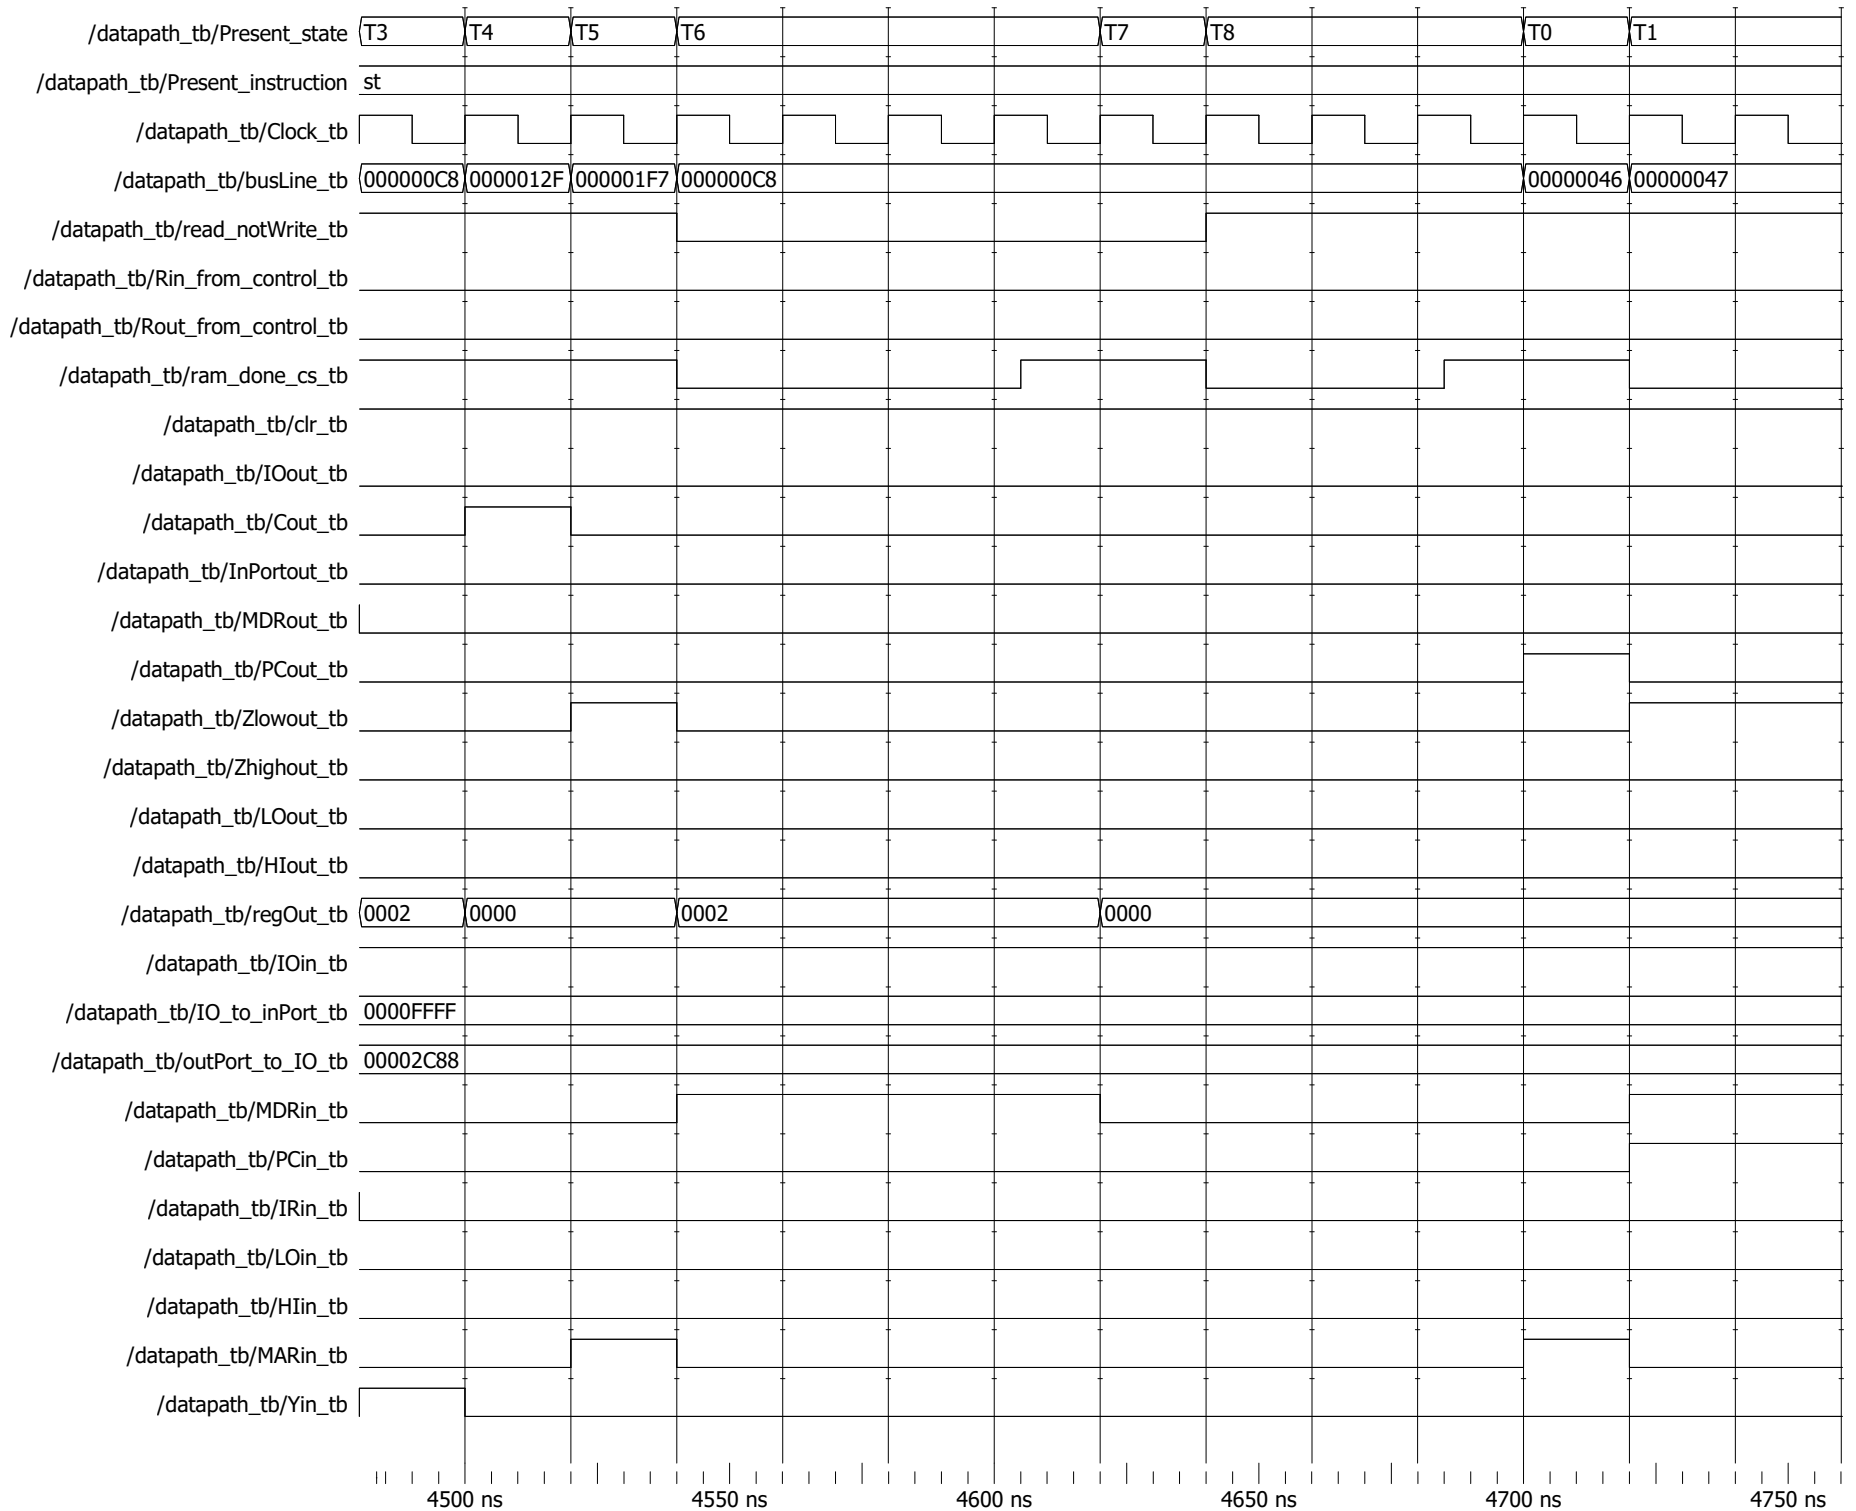 /datapath_tb/Present_state T3 T4 T5 T6 T7 T8 T0 T1
/datapath_tb/Present_instruction st
/datapath_tb/Clock_tb
/datapath_tb/busLine_tb 000000C8 0000012F 000001F7 000000C8 00000046 00000047
/datapath_tb/read_notWrite_tb
/datapath_tb/Rin_from_control_tb
/datapath_tb/Rout_from_control_tb
/datapath_tb/ram_done_cs_tb
/datapath_tb/clr_tb
/datapath_tb/IOout_tb
/datapath_tb/Cout_tb
/datapath_tb/InPortout_tb
/datapath_tb/MDRout_tb
/datapath_tb/PCout_tb
/datapath_tb/Zlowout_tb
/datapath_tb/Zhighout_tb
/datapath_tb/LOout_tb
/datapath_tb/HIout_tb
/datapath_tb/regOut_tb 0002 0000 0002 0000
/datapath_tb/IOin_tb
/datapath_tb/IO_to_inPort_tb 0000FFFF
/datapath_tb/outPort_to_IO_tb 00002C88
/datapath_tb/MDRin_tb
/datapath_tb/PCin_tb
/datapath_tb/IRin_tb
/datapath_tb/LOin_tb
/datapath_tb/HIin_tb
/datapath_tb/MARin_tb
/datapath_tb/Yin_tb
4500 ns 4550 ns 4600 ns 4650 ns 4700 ns 4750 ns